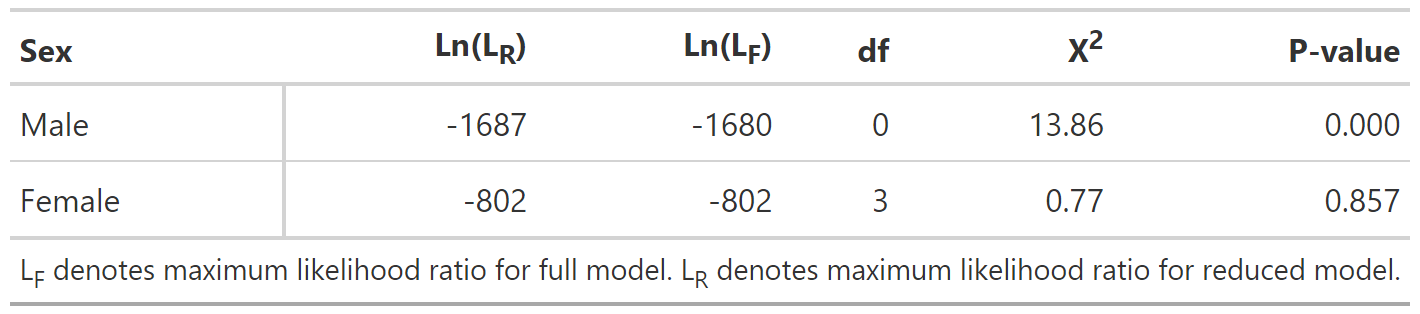 Sex Ln(L_R) Ln(L_F) df X² P-value
Male -1687 -1680 0 13.86 0.000
Female -802 -802 3 0.77 0.857
L_F denotes maximum likelihood ratio for full model. L_R denotes maximum likelihood ratio for reduced model.